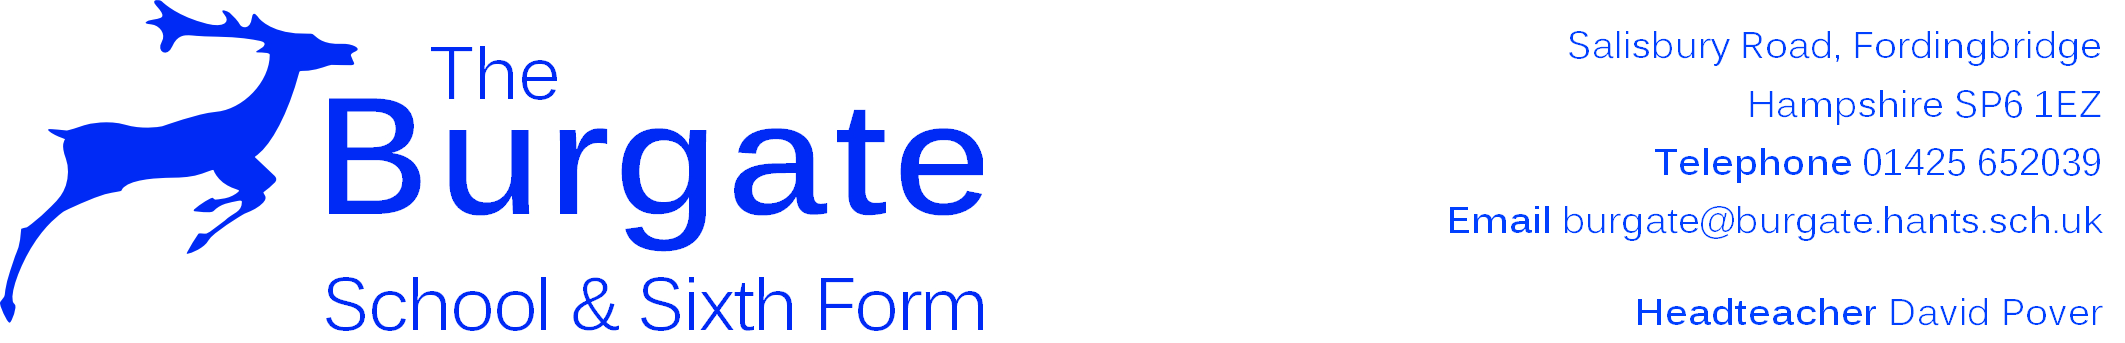 The
Burgate
School & Sixth Form
Salisbury Road, Fordingbridge
Hampshire SP6 1EZ
Telephone 01425 652039
Email burgate@burgate.hants.sch.uk
Headteacher David Pover